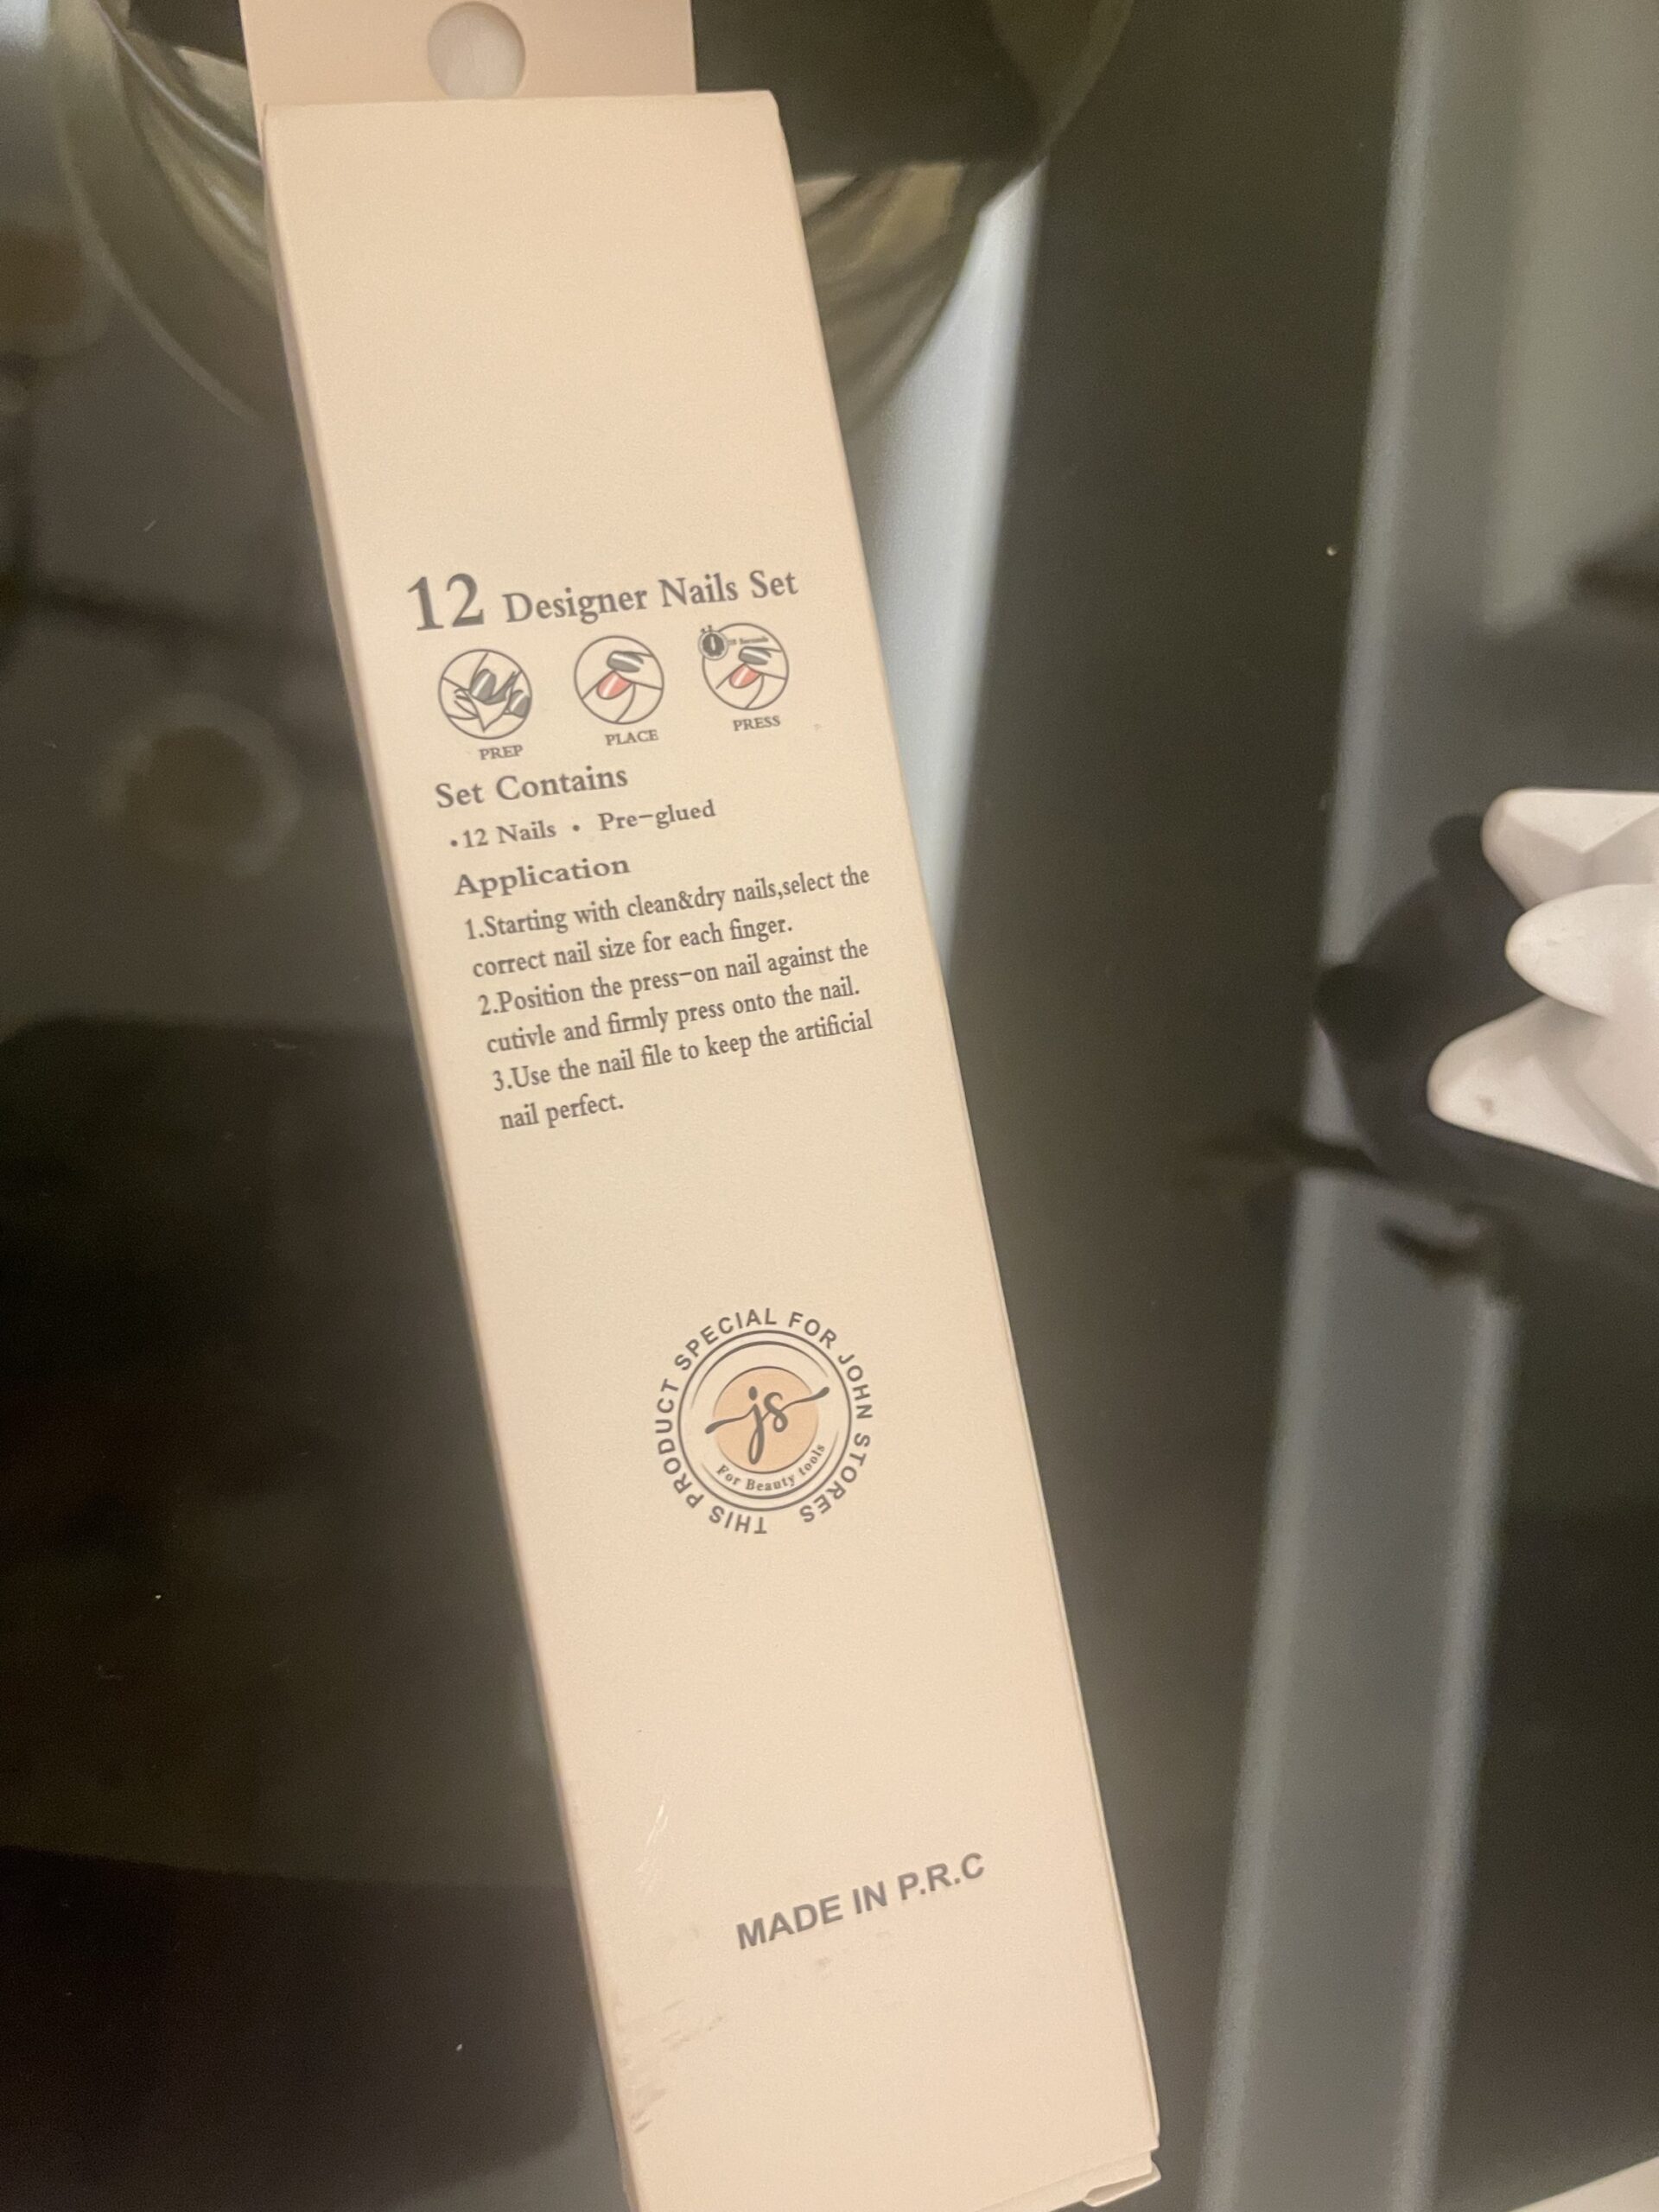 12 Designer Nails Set
PREP PLACE PRESS
Set Contains
•12 Nails • Pre-glued
Application
1.Starting with clean&dry nails,select the
correct nail size for each finger.
2.Position the press-on nail against the
cutivle and firmly press onto the nail.
3.Use the nail file to keep the artificial
nail perfect.
THIS PRODUCT SPECIAL FOR JOHN STORES
js
For Beauty tools
MADE IN P.R.C